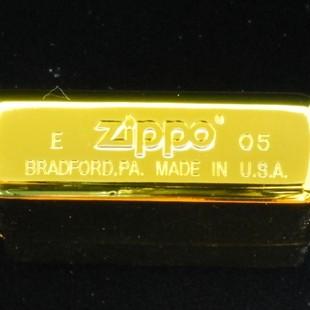 E Zippo 05
BRADFORD,PA. MADE IN U.S.A.